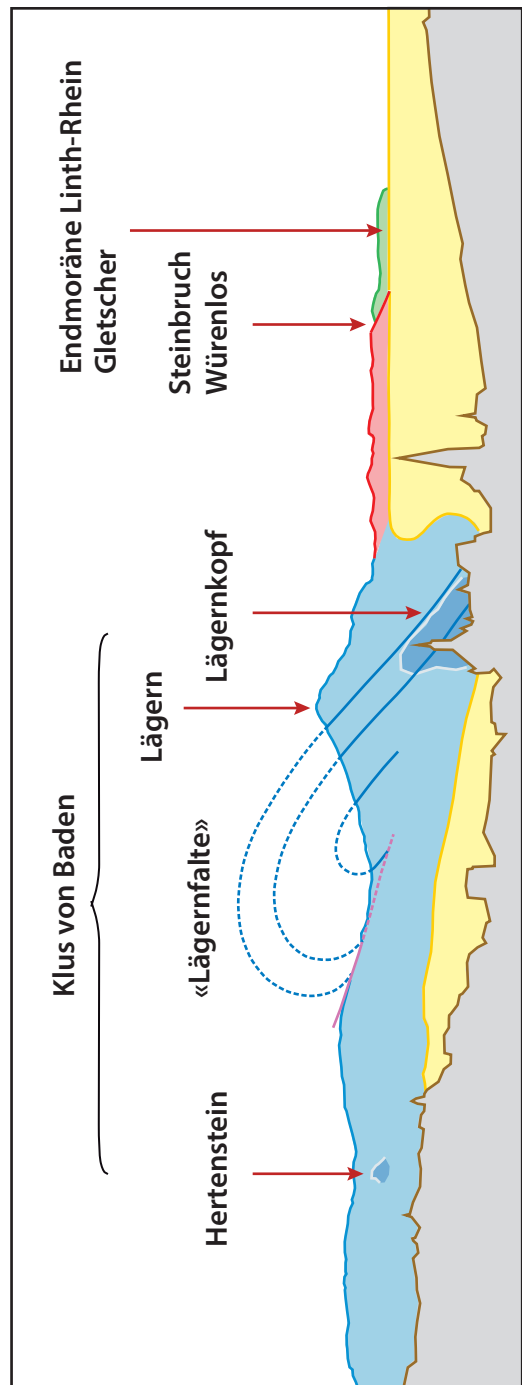 Klus von Baden
Hertenstein
«Lägernfalte»
Lägern
Lägernkopf
Steinbruch
Würenlos
Endmoräne Linth-Rhein
Gletscher